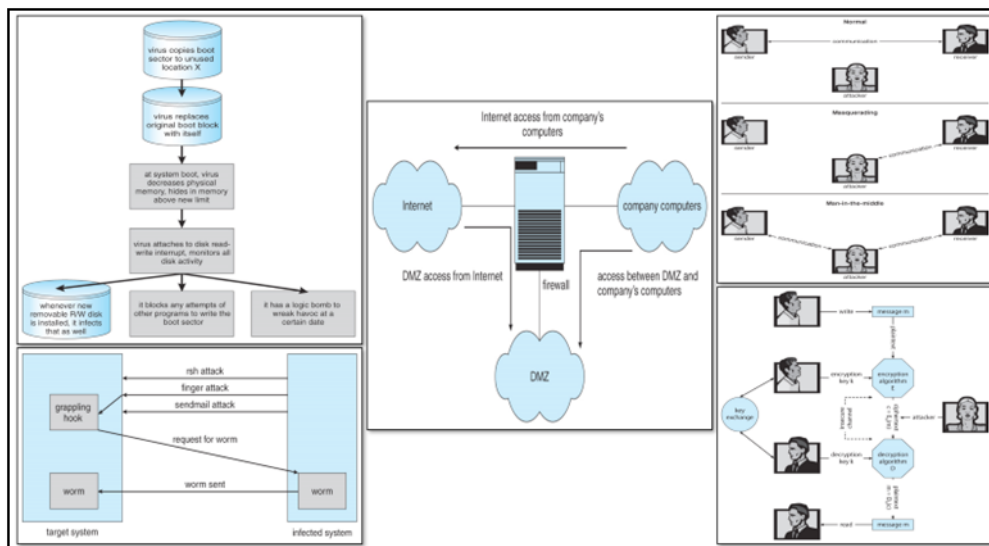 virus copies boot
sector to unused
location X
virus replaces
original boot block
with itself
at system boot, virus
decreases physical
memory, hides in memory
above new limit
virus attaches to disk read-
write interrupt, monitors all
disk activity
whenever new
removable R/W disk
is installed, it infects
that as well
it blocks any attempts of
other programs to write the
boot sector
it has a logic bomb to
wreak havoc at a
certain date
rsh attack
finger attack
sendmail attack
grappling
hook
request for worm
worm sent
worm
worm
target system
infected system
Internet access from company's
computers
Internet
company computers
DMZ access from Internet
firewall
access between DMZ and
company's computers
DMZ
Normal
communication
sender
receiver
attacker
Masquerading
sender
receiver
communication
attacker
Man-in-the-middle
sender
receiver
communication
communication
attacker
write
message m
plaintext
encryption
key k
encryption
algorithm
E
key
exchange
insecure
channel
ciphertext
attacker
decryption
key k
decryption
algorithm
D
plaintext
read
message m